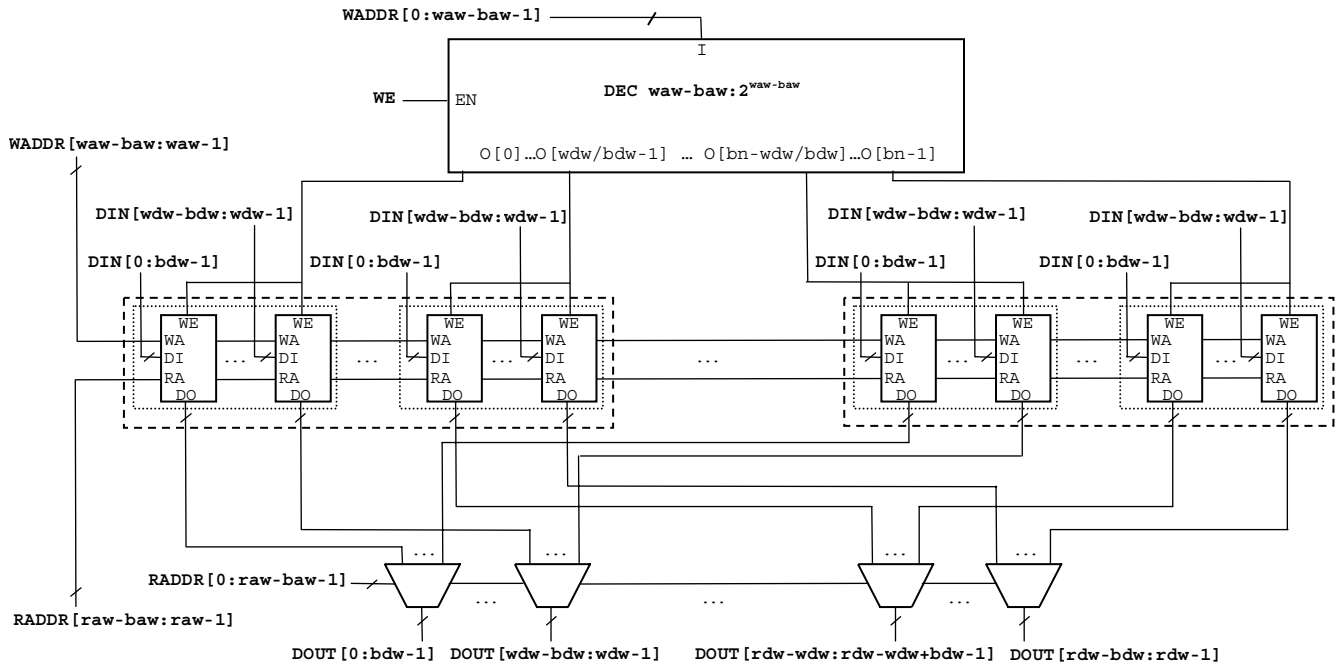 WADDR[0:waw-baw-1]
I
DEC waw-baw:2^waw-baw
WE
EN
WADDR[waw-baw:waw-1]
O[0]…O[wdw/bdw-1] … O[bn-wdw/bdw]…O[bn-1]
DIN[wdw-bdw:wdw-1] DIN[wdw-bdw:wdw-1] DIN[wdw-bdw:wdw-1] DIN[wdw-bdw:wdw-1]
DIN[0:bdw-1] DIN[0:bdw-1] DIN[0:bdw-1] DIN[0:bdw-1]
WE WE WE WE WE WE WE WE
WA WA WA WA WA WA WA WA
DI … DI … DI … DI … DI … DI … DI … DI
RA RA RA RA RA RA RA RA
DO DO DO DO DO DO DO DO
… … … …
RADDR[0:raw-baw-1]
… … …
RADDR[raw-baw:raw-1]
DOUT[0:bdw-1] DOUT[wdw-bdw:wdw-1] DOUT[rdw-wdw:rdw-wdw+bdw-1] DOUT[rdw-bdw:rdw-1]